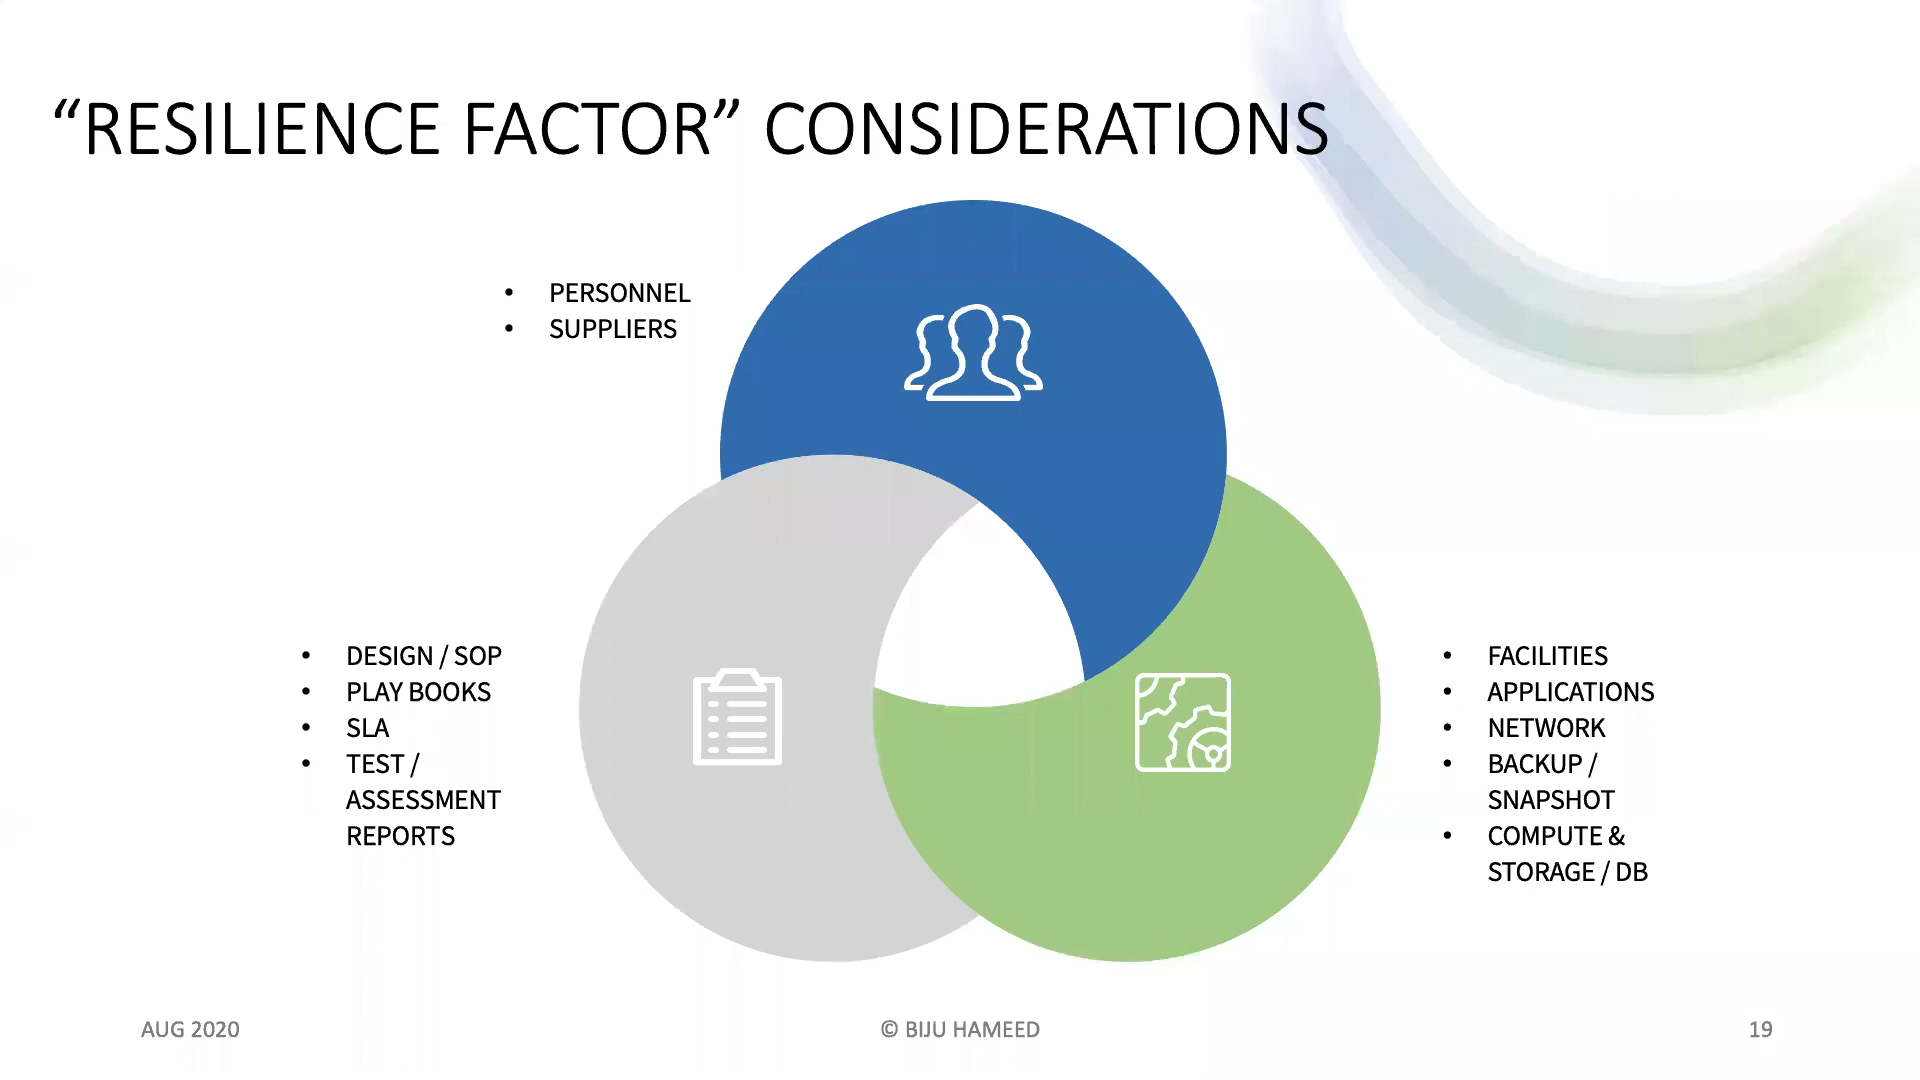 “RESILIENCE FACTOR” CONSIDERATIONS
• PERSONNEL
• SUPPLIERS
• DESIGN / SOP
• PLAY BOOKS
• SLA
• TEST /
ASSESSMENT
REPORTS
• FACILITIES
• APPLICATIONS
• NETWORK
• BACKUP /
SNAPSHOT
• COMPUTE &
STORAGE / DB
AUG 2020
© BIJU HAMEED
19